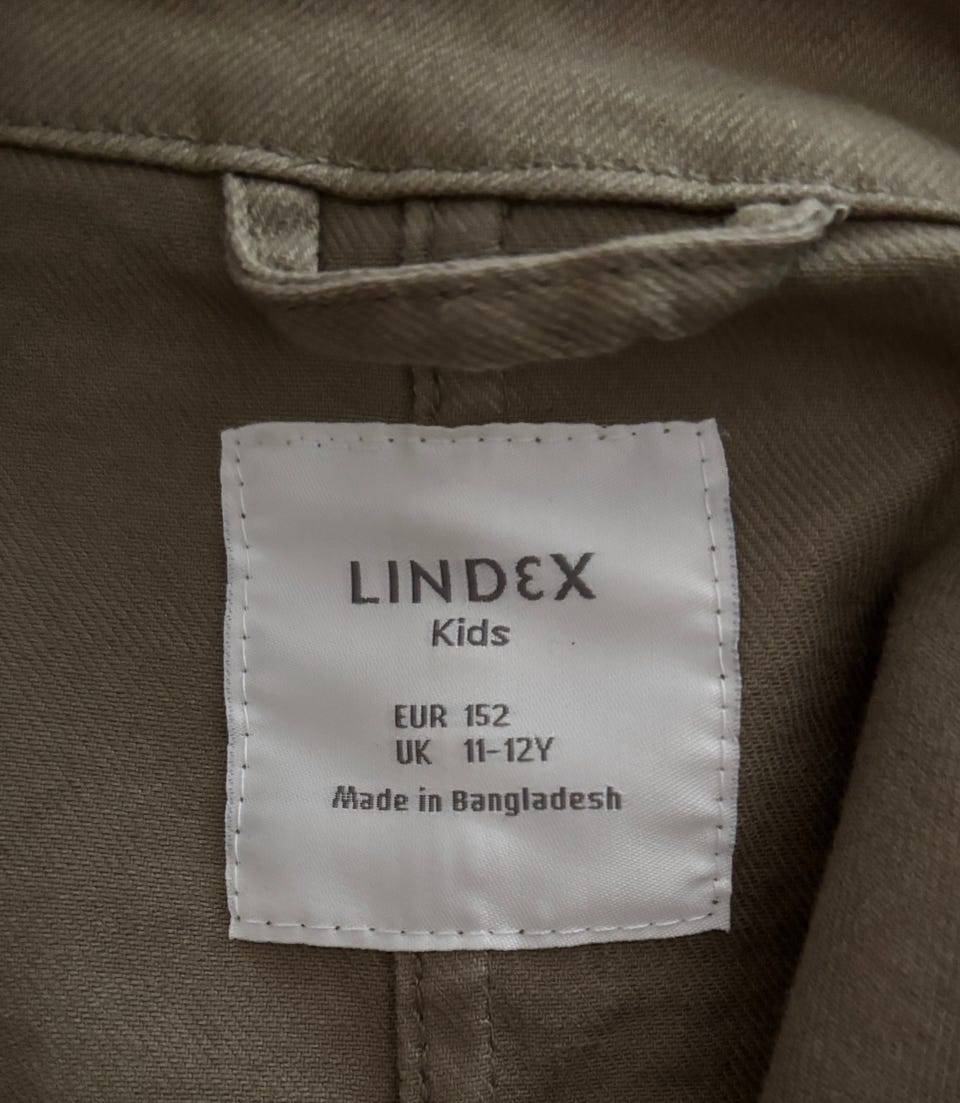 LINDEX
Kids
EUR 152
UK 11-12Y
Made in Bangladesh